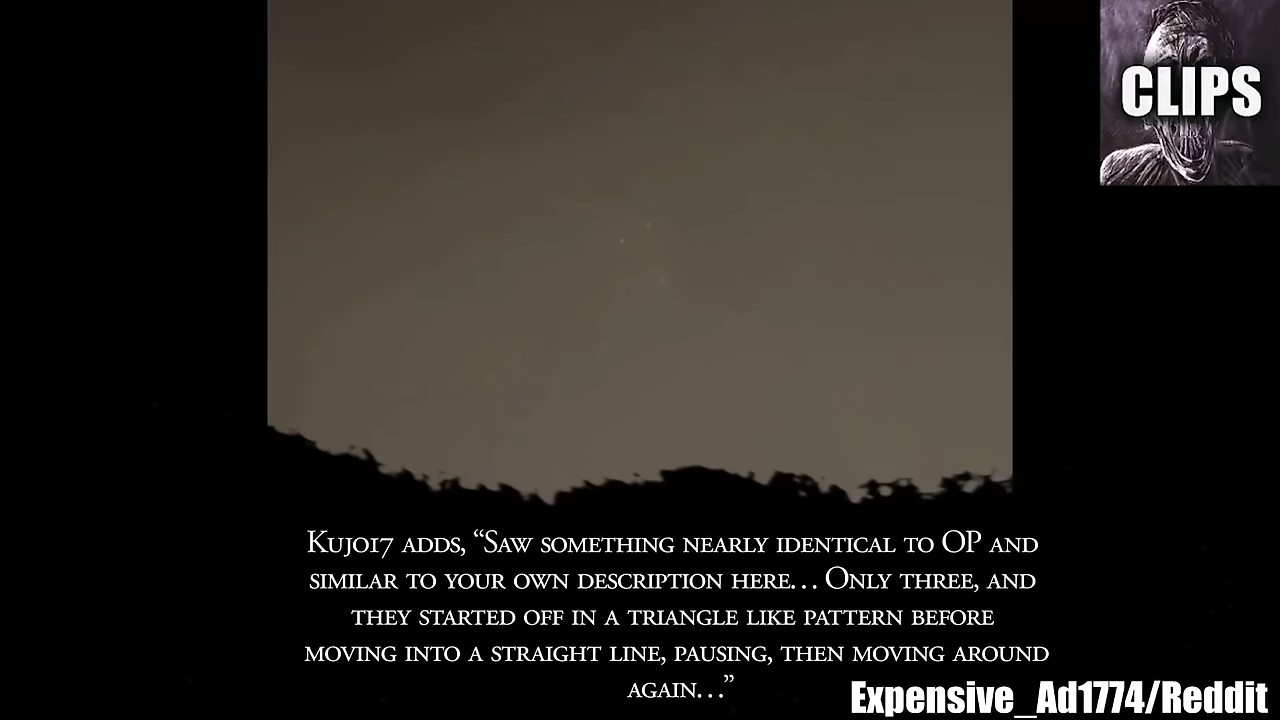 CLIPS
Kujo17 adds, “Saw something nearly identical to OP and
similar to your own description here... Only three, and
they started off in a triangle like pattern before
moving into a straight line, pausing, then moving around
again...”
Expensive_Ad1774/Reddit